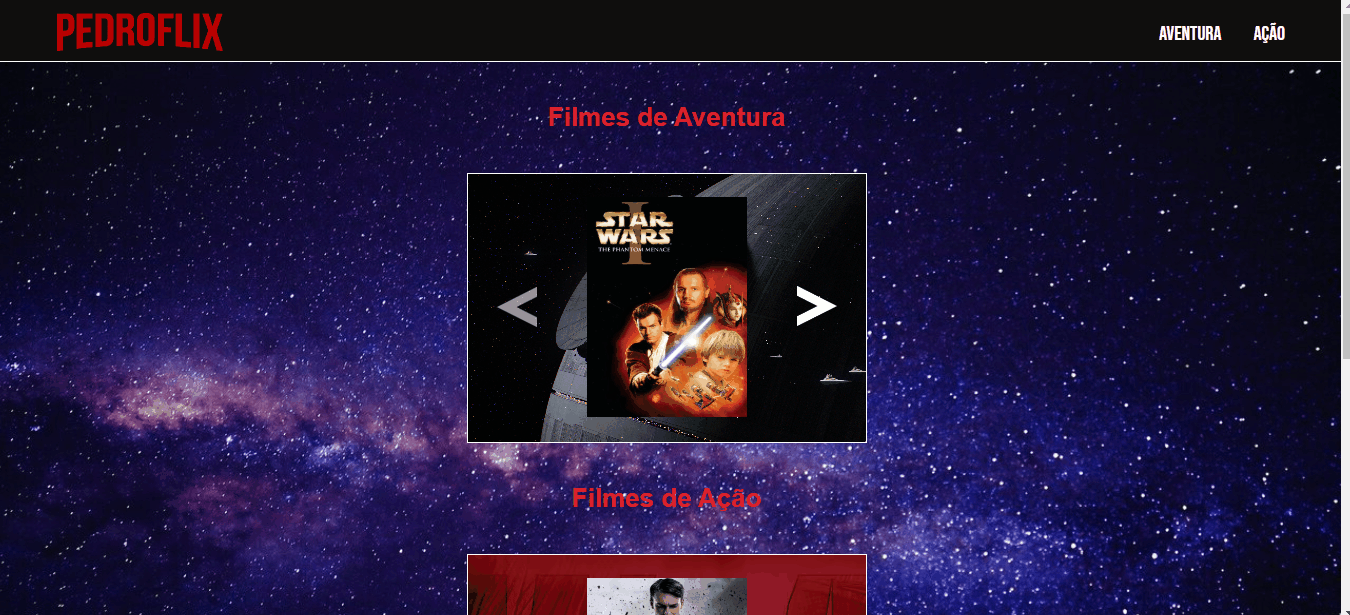 PEDROFLIX
AVENTURA AÇÃO
Filmes de Aventura
I
STAR
WARS
THE PHANTOM MENACE
<
>
Filmes de Ação